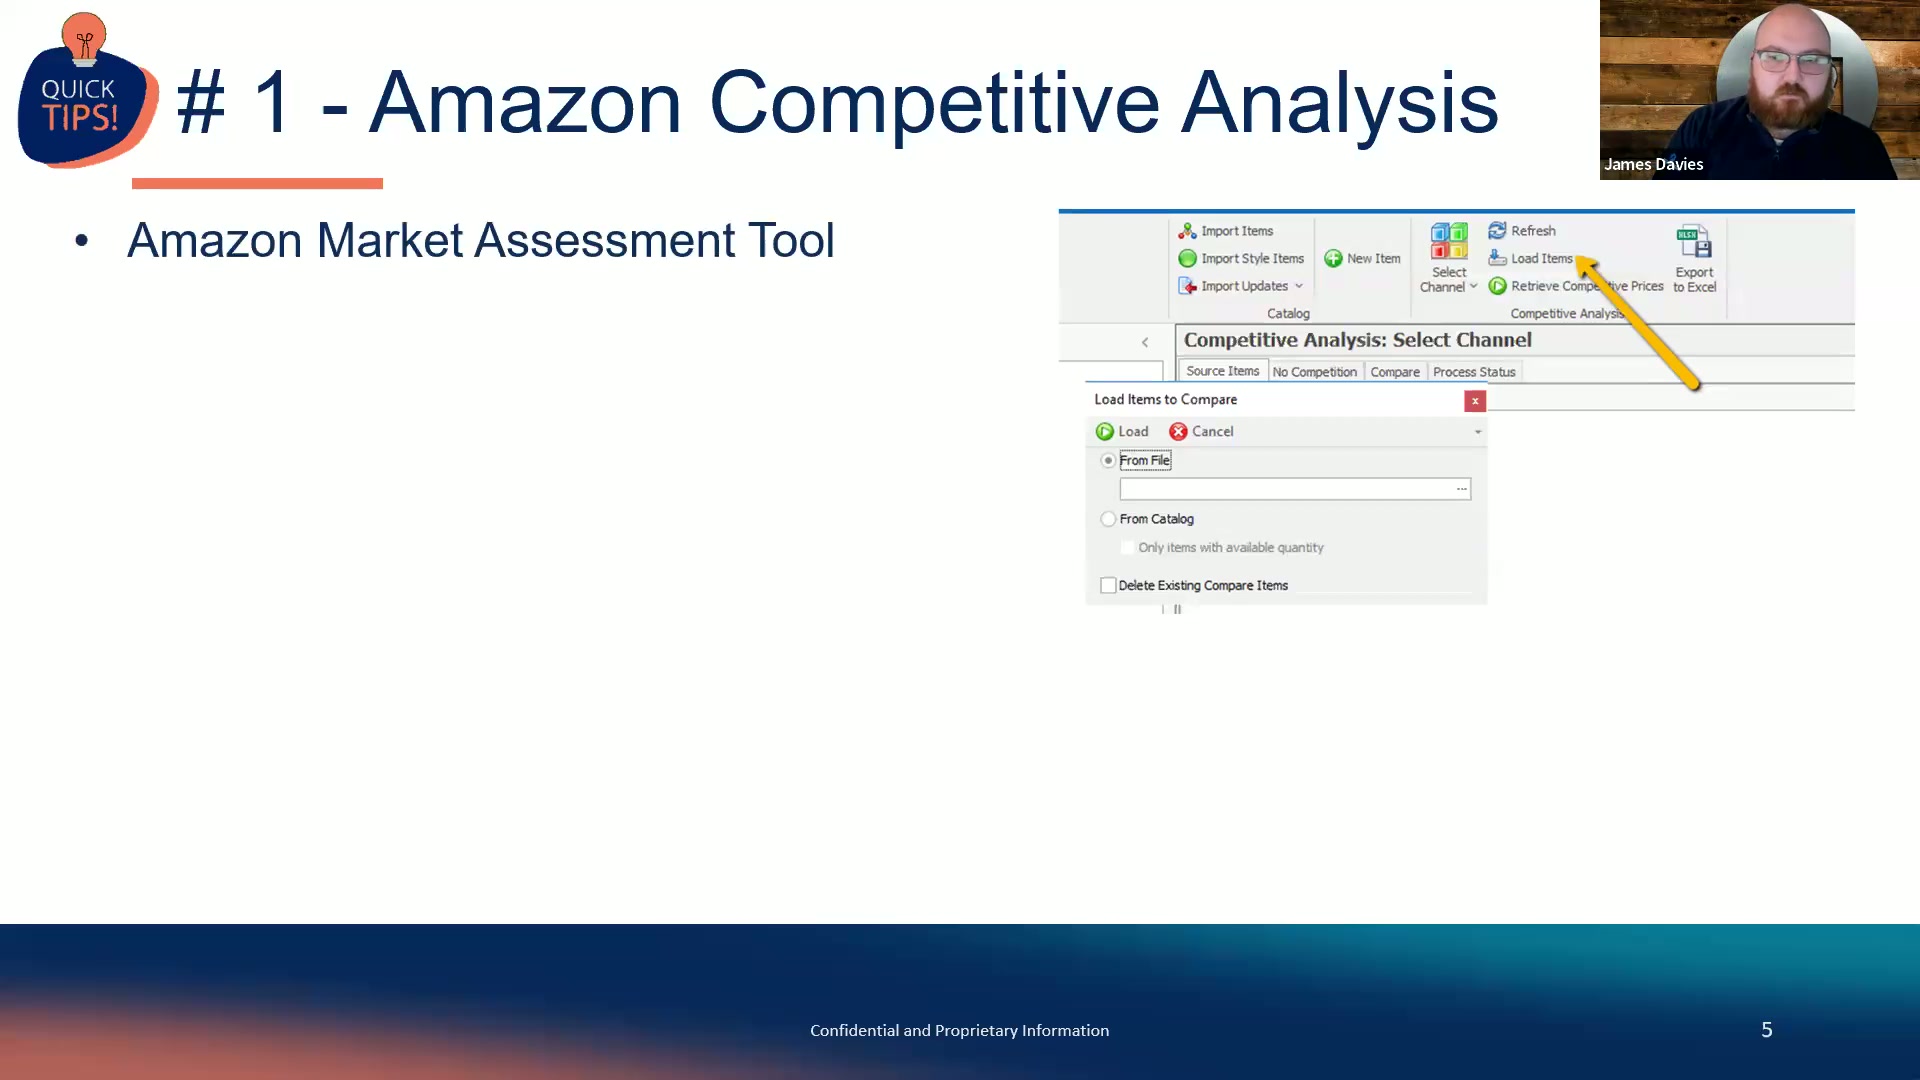 QUICK
TIPS!
# 1 - Amazon Competitive Analysis
James Davies
• Amazon Market Assessment Tool
Import Items
Import Style Items
Import Updates
Catalog
New Item
Select
Channel
Refresh
Load Items
Retrieve Competitive Prices
Competitive Analysis
Export
to Excel
Competitive Analysis: Select Channel
Source Items No Competition Compare Process Status
Load Items to Compare
Load Cancel
From File
...
From Catalog
Only items with available quantity
Delete Existing Compare Items
Confidential and Proprietary Information
5